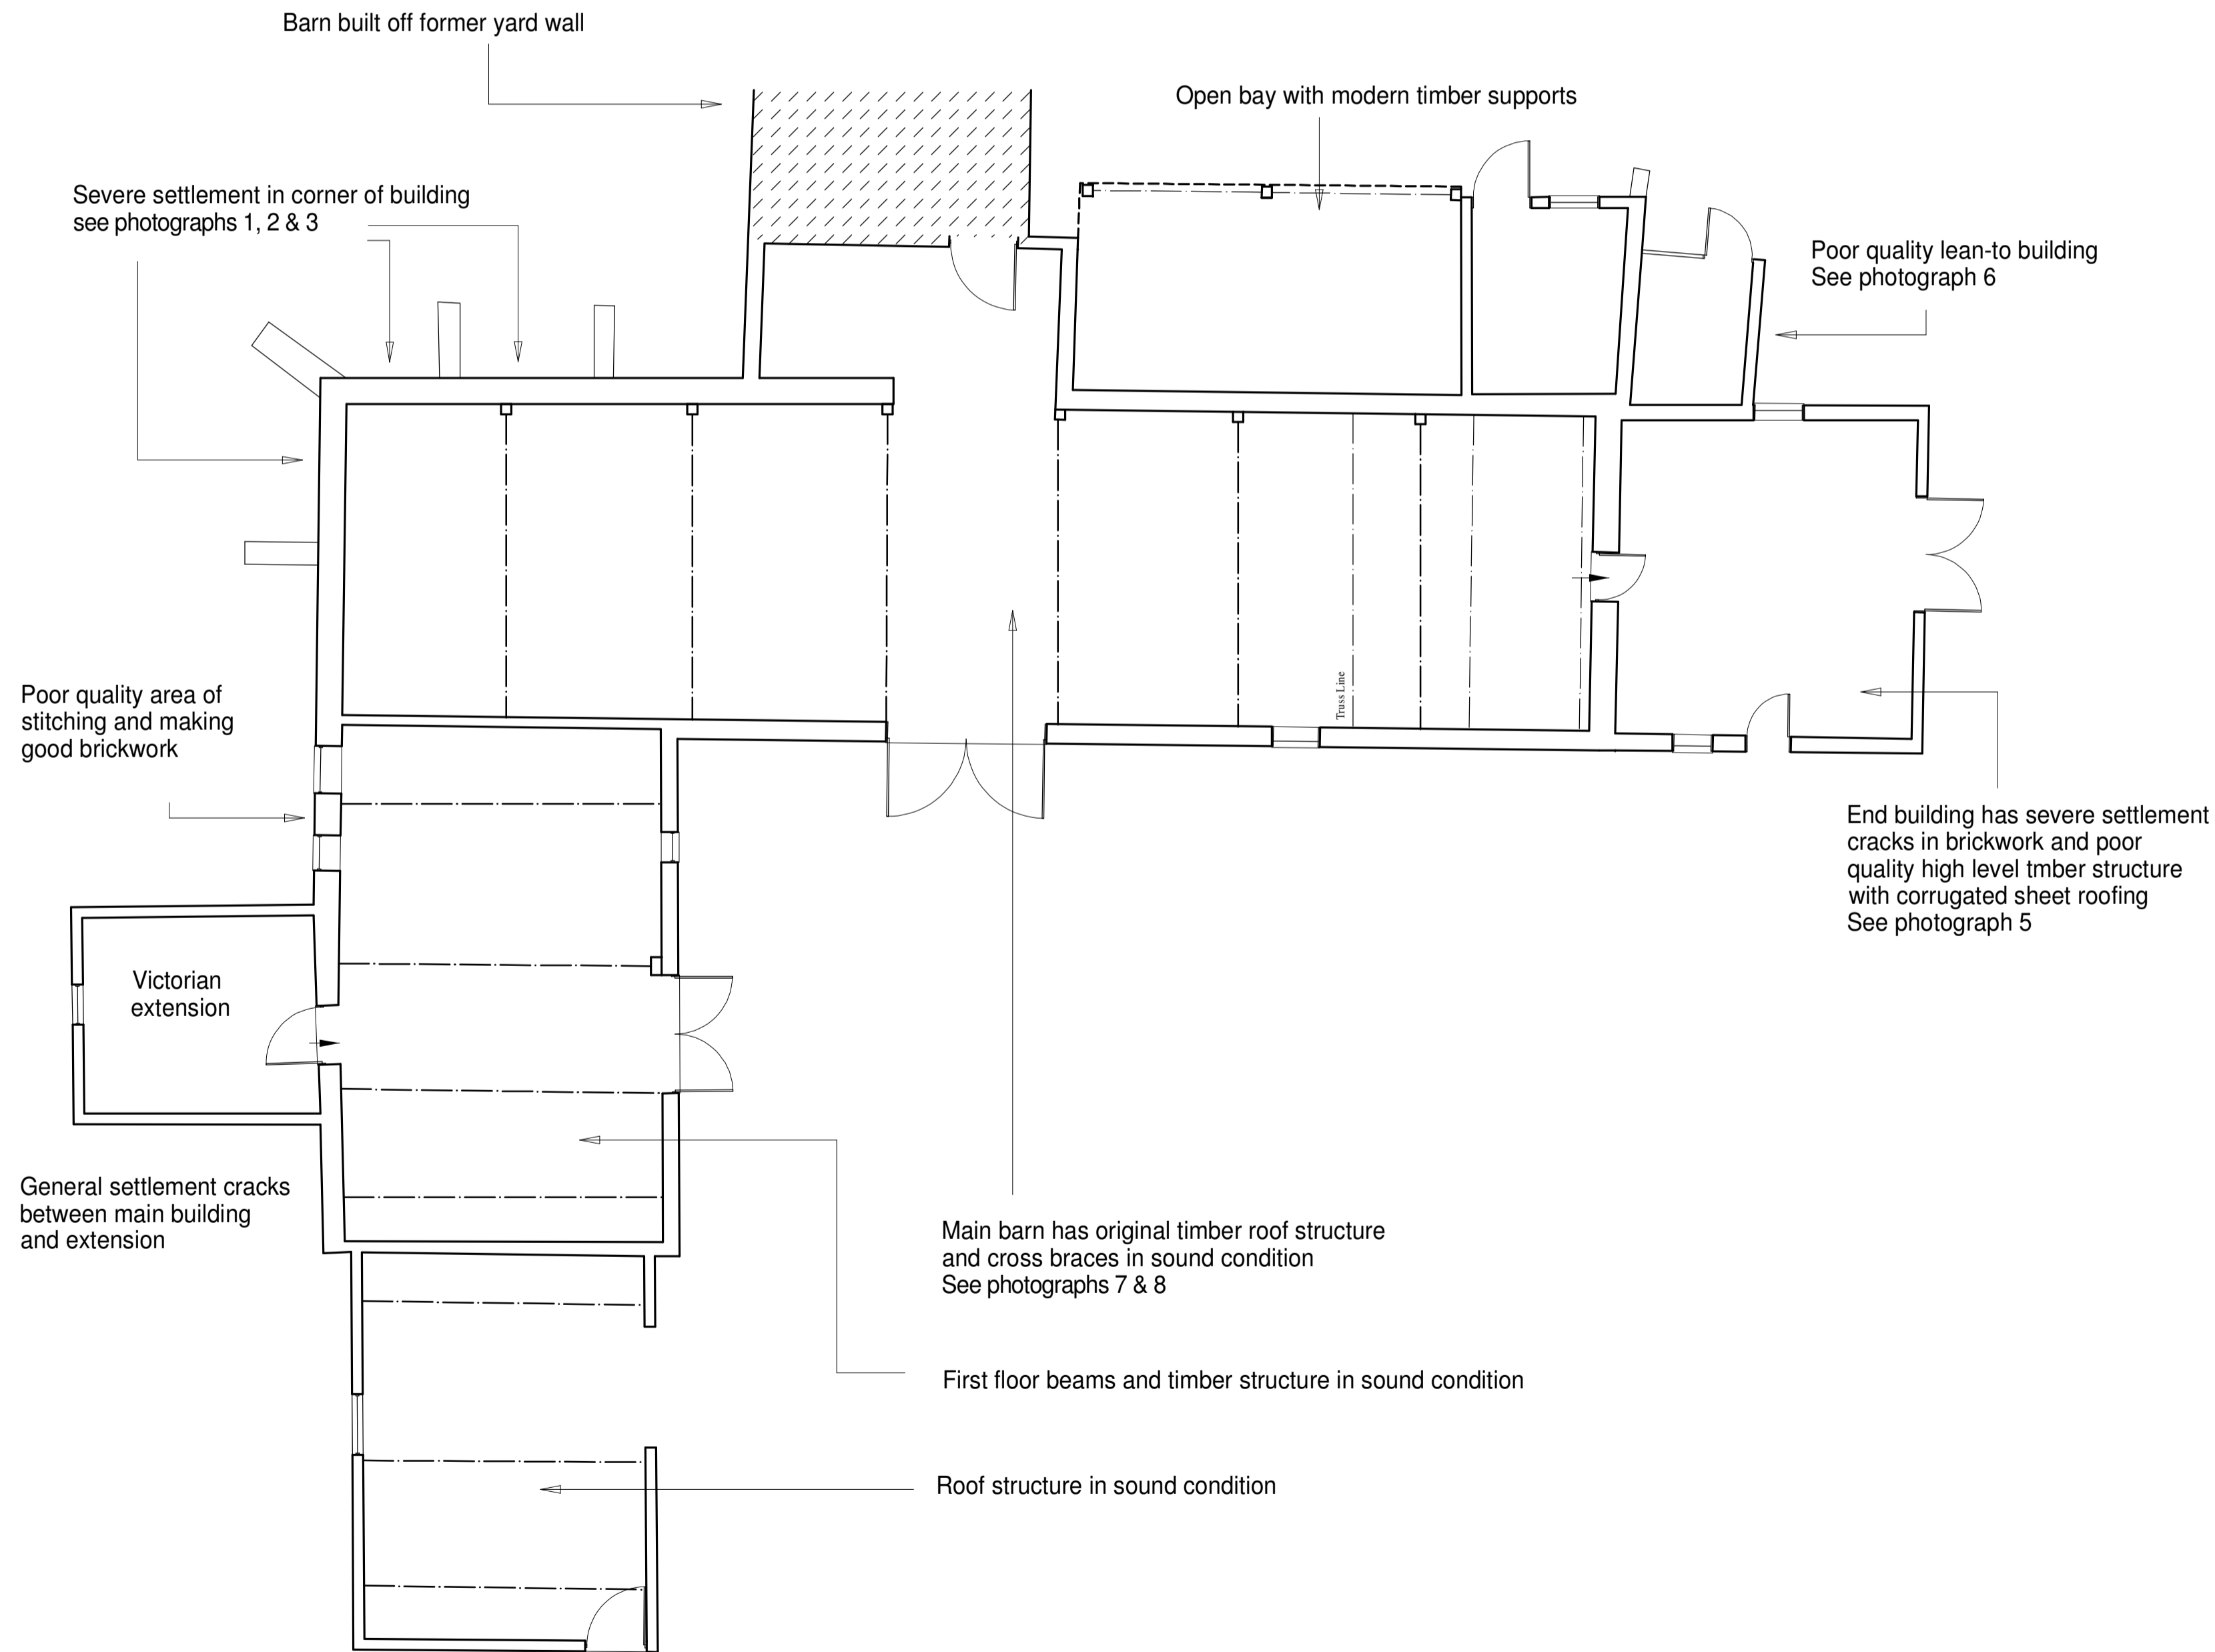 Barn built off former yard wall
Open bay with modern timber supports
Severe settlement in corner of building
see photographs 1, 2 & 3
Poor quality lean-to building
See photograph 6
Poor quality area of
stitching and making
good brickwork
Truss Line
End building has severe settlement
cracks in brickwork and poor
quality high level tmber structure
with corrugated sheet roofing
See photograph 5
Victorian
extension
General settlement cracks
between main building
and extension
Main barn has original timber roof structure
and cross braces in sound condition
See photographs 7 & 8
First floor beams and timber structure in sound condition
Roof structure in sound condition